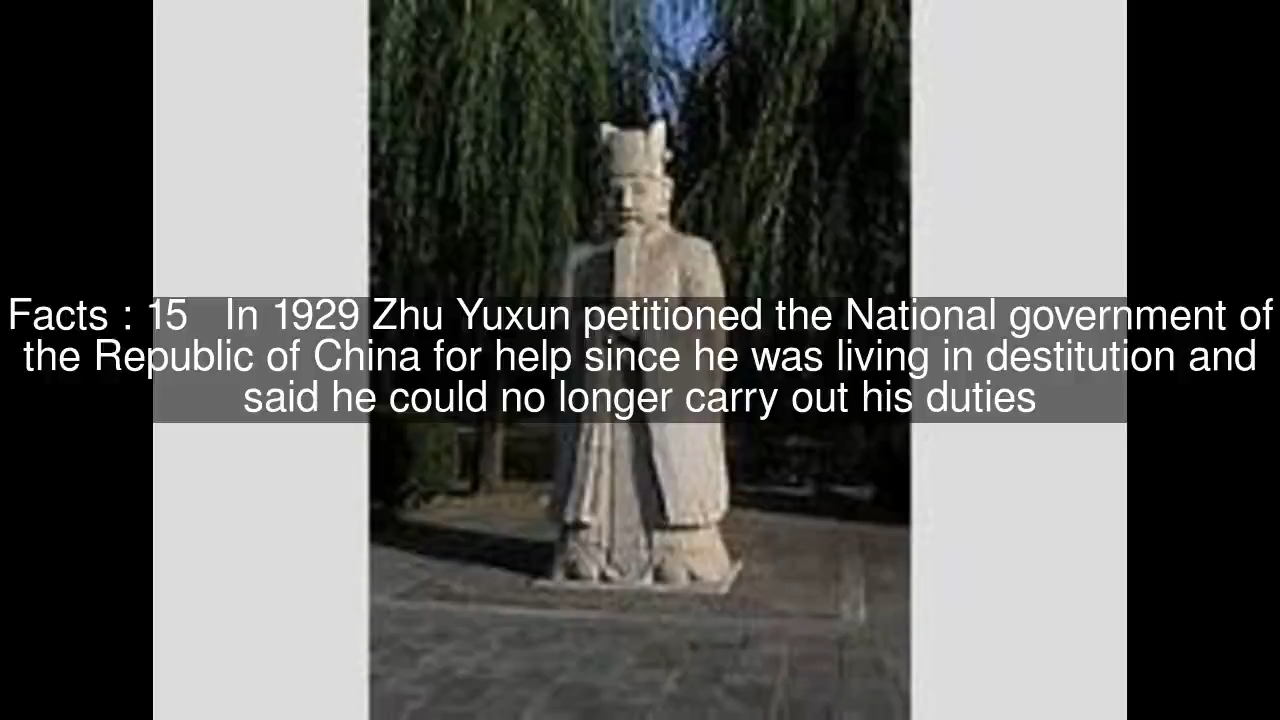 Facts : 15   In 1929 Zhu Yuxun petitioned the National government of
the Republic of China for help since he was living in destitution and
said he could no longer carry out his duties